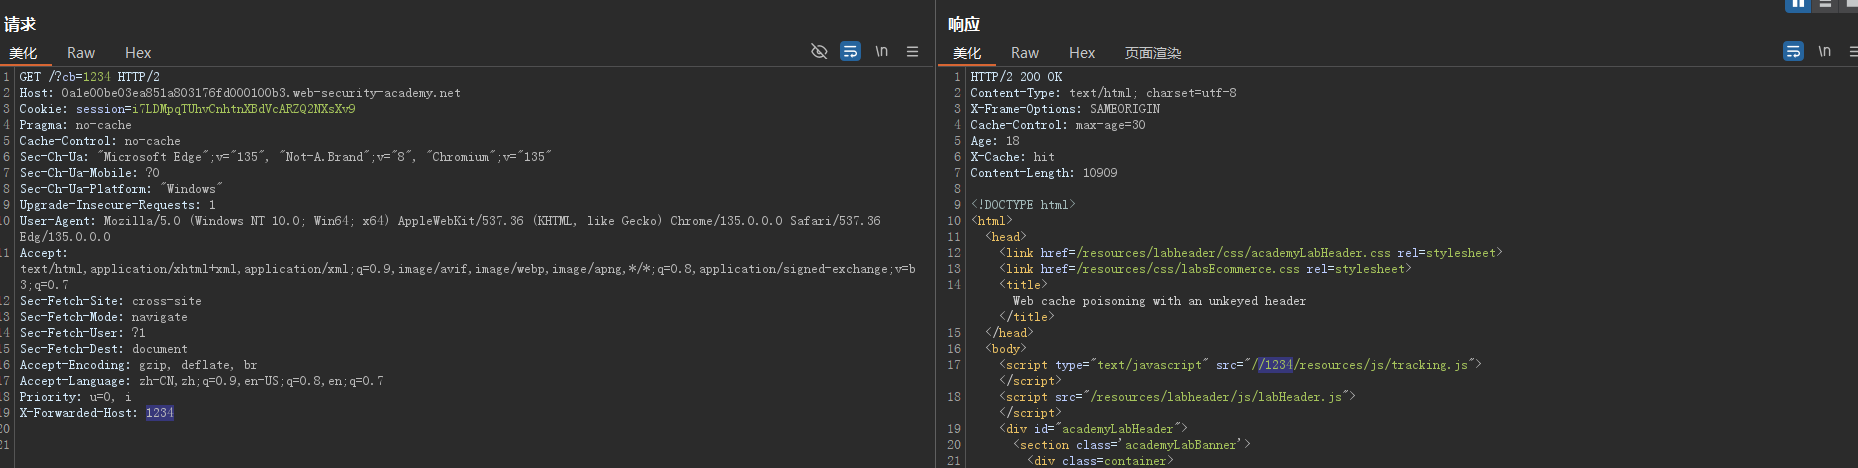 请求
美化 Raw Hex \n
1 GET /?cb=1234 HTTP/2
2 Host: 0a1e00be03ea851a803176fd000100b3.web-security-academy.net
3 Cookie: session=i7LDMpqTUhvCnhtnXBdVcARZQ2NXsXv9
4 Pragma: no-cache
5 Cache-Control: no-cache
6 Sec-Ch-Ua: "Microsoft Edge";v="135", "Not-A.Brand";v="8", "Chromium";v="135"
7 Sec-Ch-Ua-Mobile: ?0
8 Sec-Ch-Ua-Platform: "Windows"
9 Upgrade-Insecure-Requests: 1
10 User-Agent: Mozilla/5.0 (Windows NT 10.0; Win64; x64) AppleWebKit/537.36 (KHTML, like Gecko) Chrome/135.0.0.0 Safari/537.36
Edg/135.0.0.0
11 Accept:
text/html,application/xhtml+xml,application/xml;q=0.9,image/avif,image/webp,image/apng,*/*;q=0.8,application/signed-exchange;v=b
3;q=0.7
12 Sec-Fetch-Site: cross-site
13 Sec-Fetch-Mode: navigate
14 Sec-Fetch-User: ?1
15 Sec-Fetch-Dest: document
16 Accept-Encoding: gzip, deflate, br
17 Accept-Language: zh-CN,zh;q=0.9,en-US;q=0.8,en;q=0.7
18 Priority: u=0, i
19 X-Forwarded-Host: 1234
20
21
响应
美化 Raw Hex 页面渲染 \n
1 HTTP/2 200 OK
2 Content-Type: text/html; charset=utf-8
3 X-Frame-Options: SAMEORIGIN
4 Cache-Control: max-age=30
5 Age: 18
6 X-Cache: hit
7 Content-Length: 10909
8
9 <!DOCTYPE html>
10 <html>
11 <head>
12 <link href=/resources/labheader/css/academyLabHeader.css rel=stylesheet>
13 <link href=/resources/css/labsEcommerce.css rel=stylesheet>
14 <title>
Web cache poisoning with an unkeyed header
</title>
15 </head>
16 <body>
17 <script type="text/javascript" src="//1234/resources/js/tracking.js">
</script>
18 <script src="/resources/labheader/js/labHeader.js">
</script>
19 <div id="academyLabHeader">
20 <section class='academyLabBanner'>
21 <div class=container>